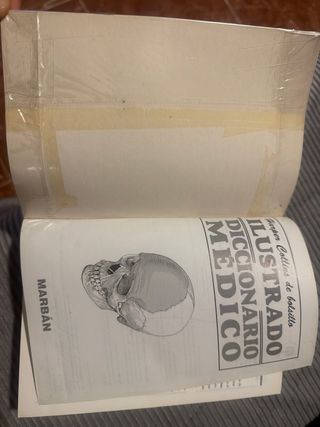 Harper Collins de bolsillo
ILUSTRADO
DICCIONARIO
MÉDICO
MARBÁN